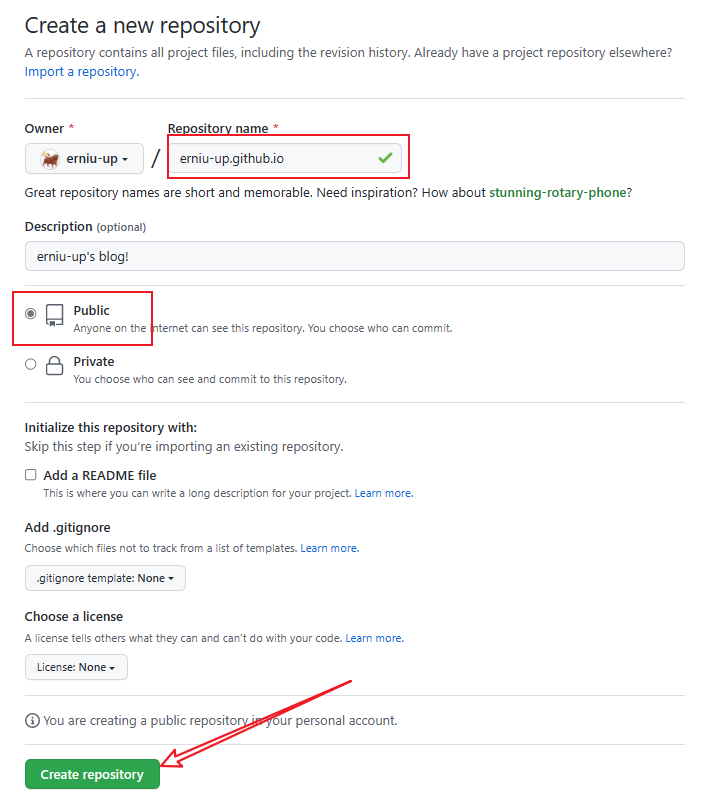 Create a new repository
A repository contains all project files, including the revision history. Already have a project repository elsewhere?
Import a repository.
Owner * Repository name *
erniu-up / erniu-up.github.io
Great repository names are short and memorable. Need inspiration? How about stunning-rotary-phone?
Description (optional)
erniu-up's blog!
Public
Anyone on the internet can see this repository. You choose who can commit.
Private
You choose who can see and commit to this repository.
Initialize this repository with:
Skip this step if you're importing an existing repository.
Add a README file
This is where you can write a long description for your project. Learn more.
Add .gitignore
Choose which files not to track from a list of templates. Learn more.
.gitignore template: None
Choose a license
A license tells others what they can and can't do with your code. Learn more.
License: None
You are creating a public repository in your personal account.
Create repository